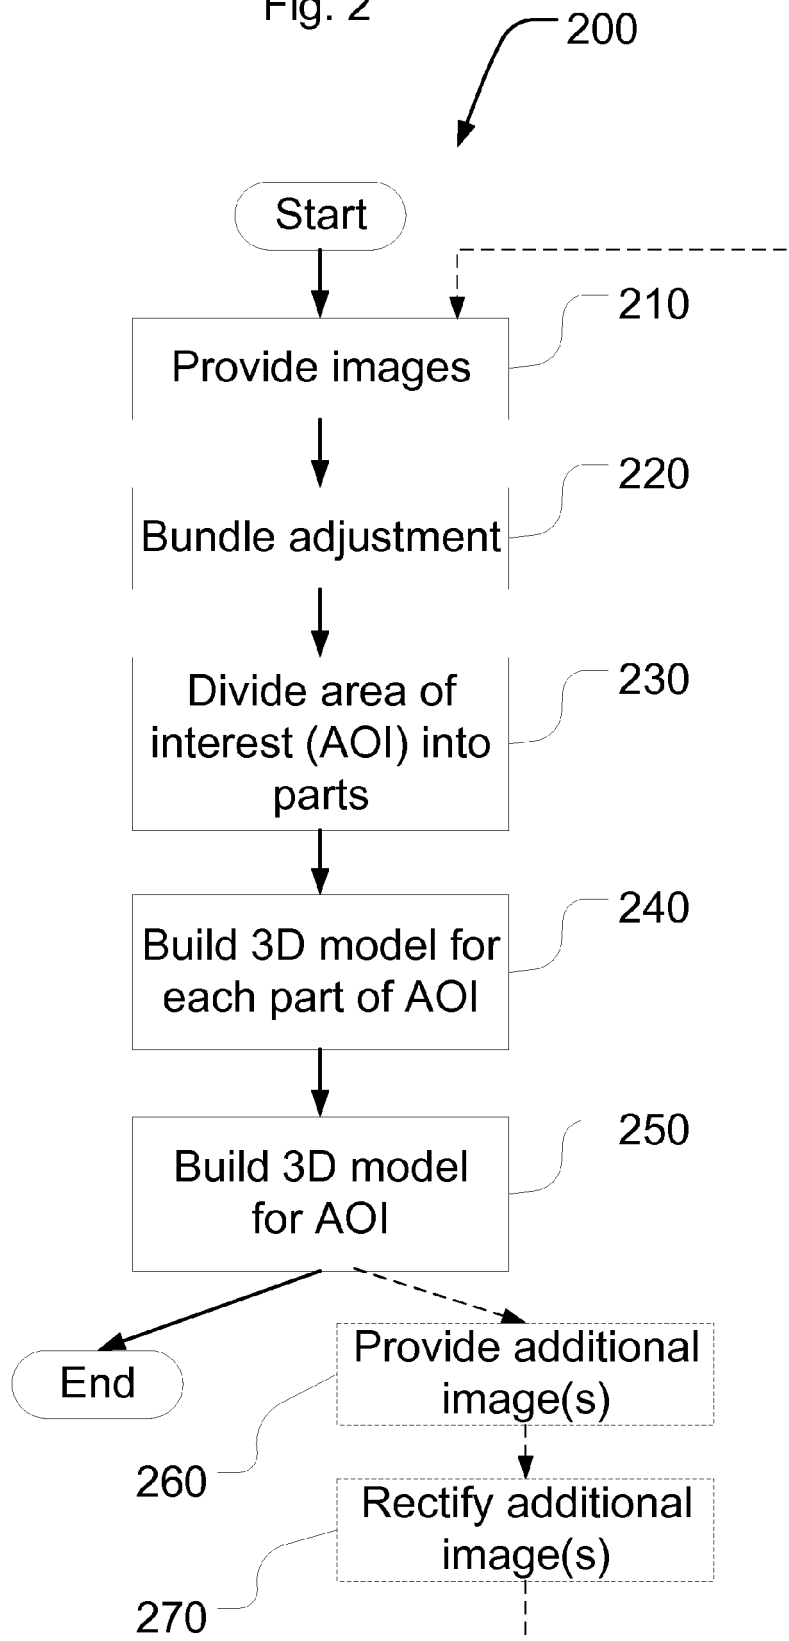 Fig. 2
200
Start
210
Provide images
220
Bundle adjustment
230
Divide area of
interest (AOI) into
parts
240
Build 3D model for
each part of AOI
250
Build 3D model
for AOI
End
Provide additional
image(s)
260
Rectify additional
image(s)
270